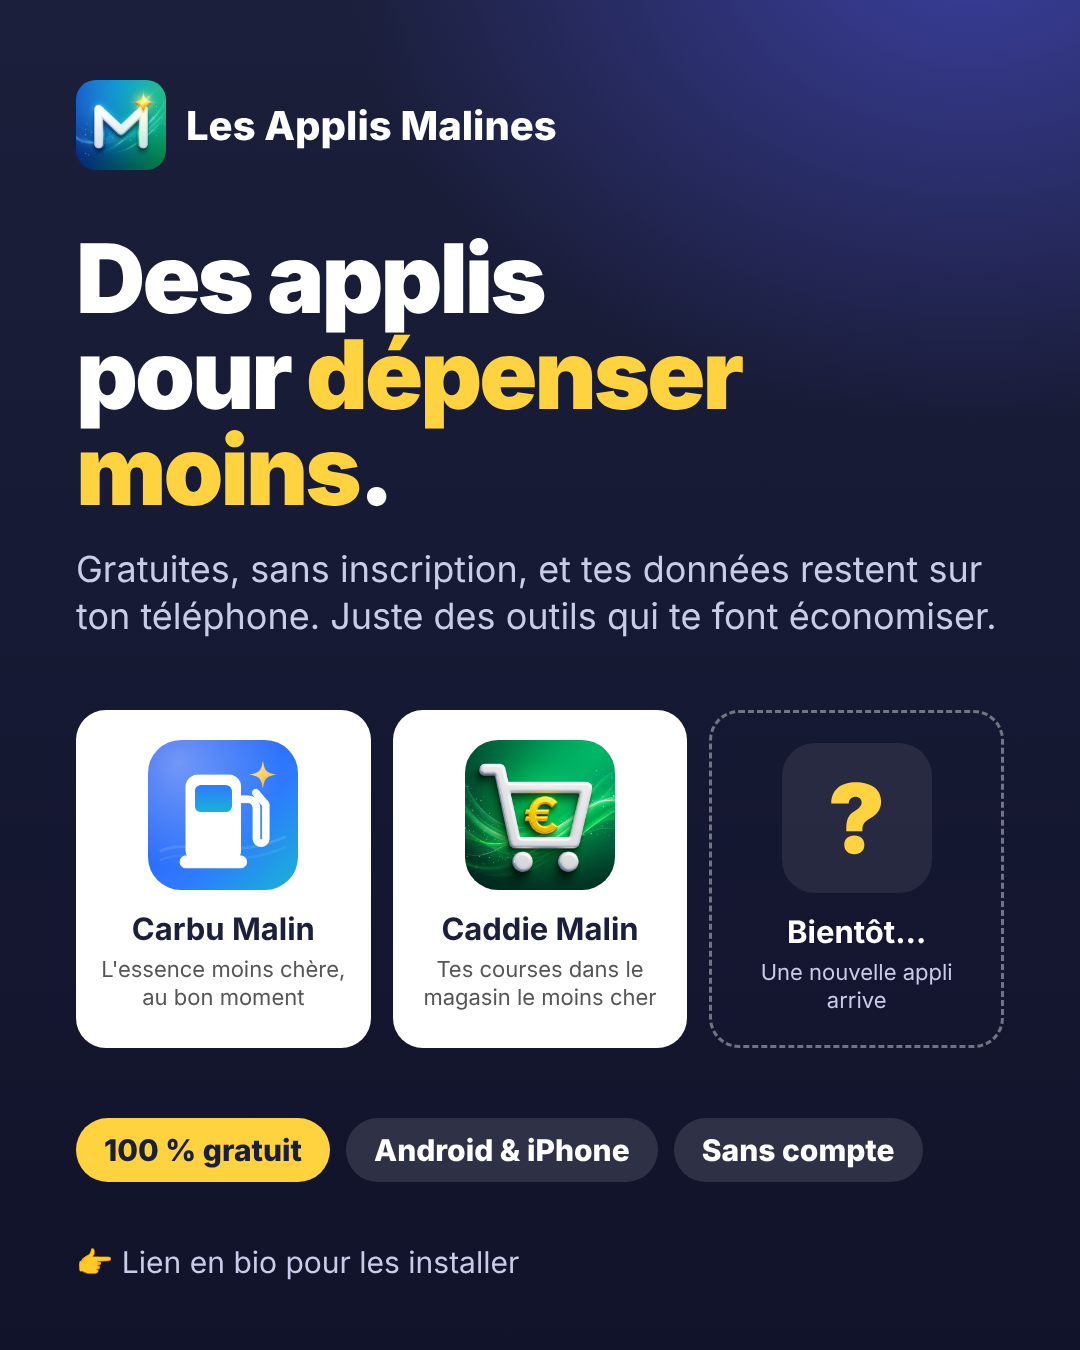 M
Les Applis Malines
Des applis
pour dépenser
moins.
Gratuites, sans inscription, et tes données restent sur
ton téléphone. Juste des outils qui te font économiser.
€
?
Carbu Malin
L'essence moins chère,
au bon moment
Caddie Malin
Tes courses dans le
magasin le moins cher
Bientôt...
Une nouvelle appli
arrive
100 % gratuit
Android & iPhone
Sans compte
👉 Lien en bio pour les installer